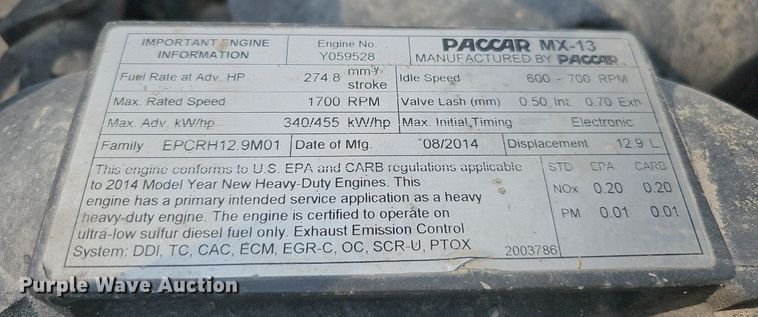 IMPORTANT ENGINE INFORMATION
Engine No. Y059528
PACCAR MX-13
MANUFACTURED BY PACCAR
Fuel Rate at Adv. HP 274.8 mm³/stroke Idle Speed 600 - 700 RPM
Max. Rated Speed 1700 RPM Valve Lash (mm) 0.50 Int. 0.70 Exh
Max. Adv. kW/hp 340/455 kW/hp Max. Initial Timing Electronic
Family EPCRH12.9M01 Date of Mfg. 08/2014 Displacement 12.9 L
This engine conforms to U.S. EPA and CARB regulations applicable
to 2014 Model Year New Heavy-Duty Engines. This
engine has a primary intended service application as a heavy
heavy-duty engine. The engine is certified to operate on
ultra-low sulfur diesel fuel only. Exhaust Emission Control
System: DDI, TC, CAC, ECM, EGR-C, OC, SCR-U, PTOX 2003786
STD. EPA CARB
NOx 0.20 0.20
PM 0.01 0.01
Purple Wave Auction